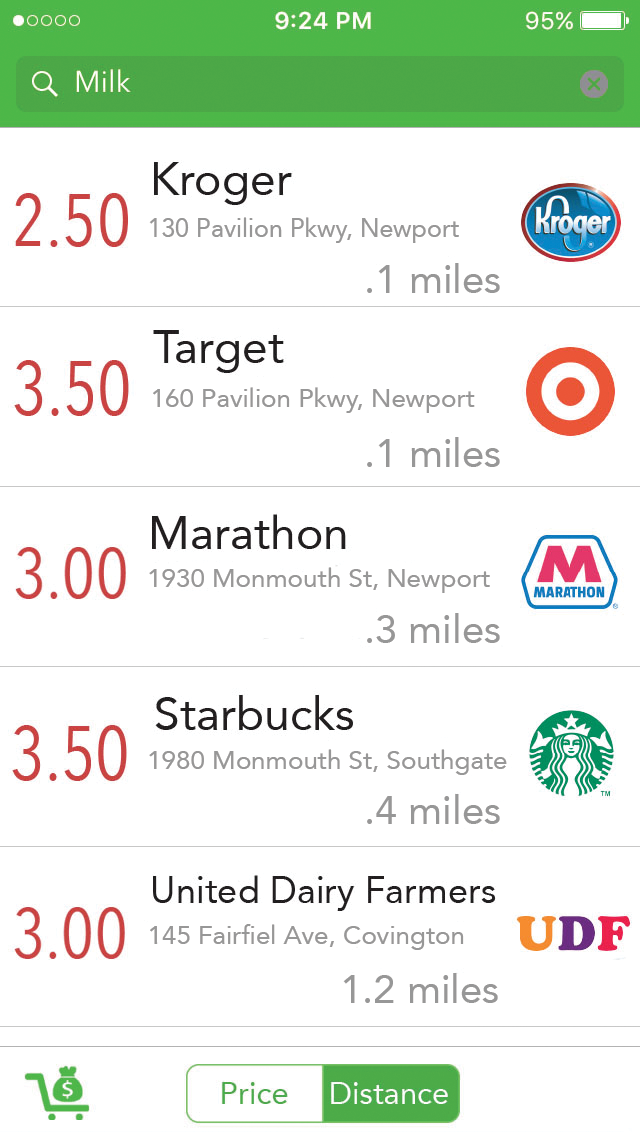 9:24 PM
95%
Milk
Kroger
2.50
130 Pavilion Pkwy, Newport
.1 miles
Kroger
Target
3.50
160 Pavilion Pkwy, Newport
.1 miles
Marathon
3.00
1930 Monmouth St, Newport
.3 miles
M
MARATHON
Starbucks
3.50
1980 Monmouth St, Southgate
.4 miles
TM
United Dairy Farmers
3.00
145 Fairfiel Ave, Covington
1.2 miles
UDF
$
Price
Distance